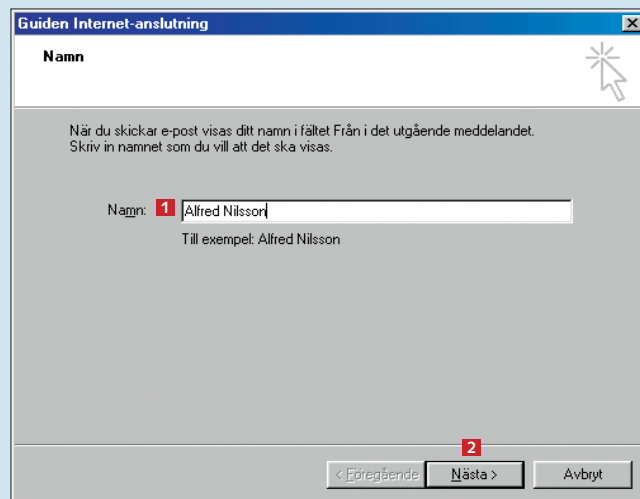 Guiden Internet-anslutning
Namn
När du skickar e-post visas ditt namn i fältet Från i det utgående meddelandet.
Skriv in namnet som du vill att det ska visas.
Namn: 1 Alfred Nilsson
Till exempel: Alfred Nilsson
2
< Föregående Nästa > Avbryt